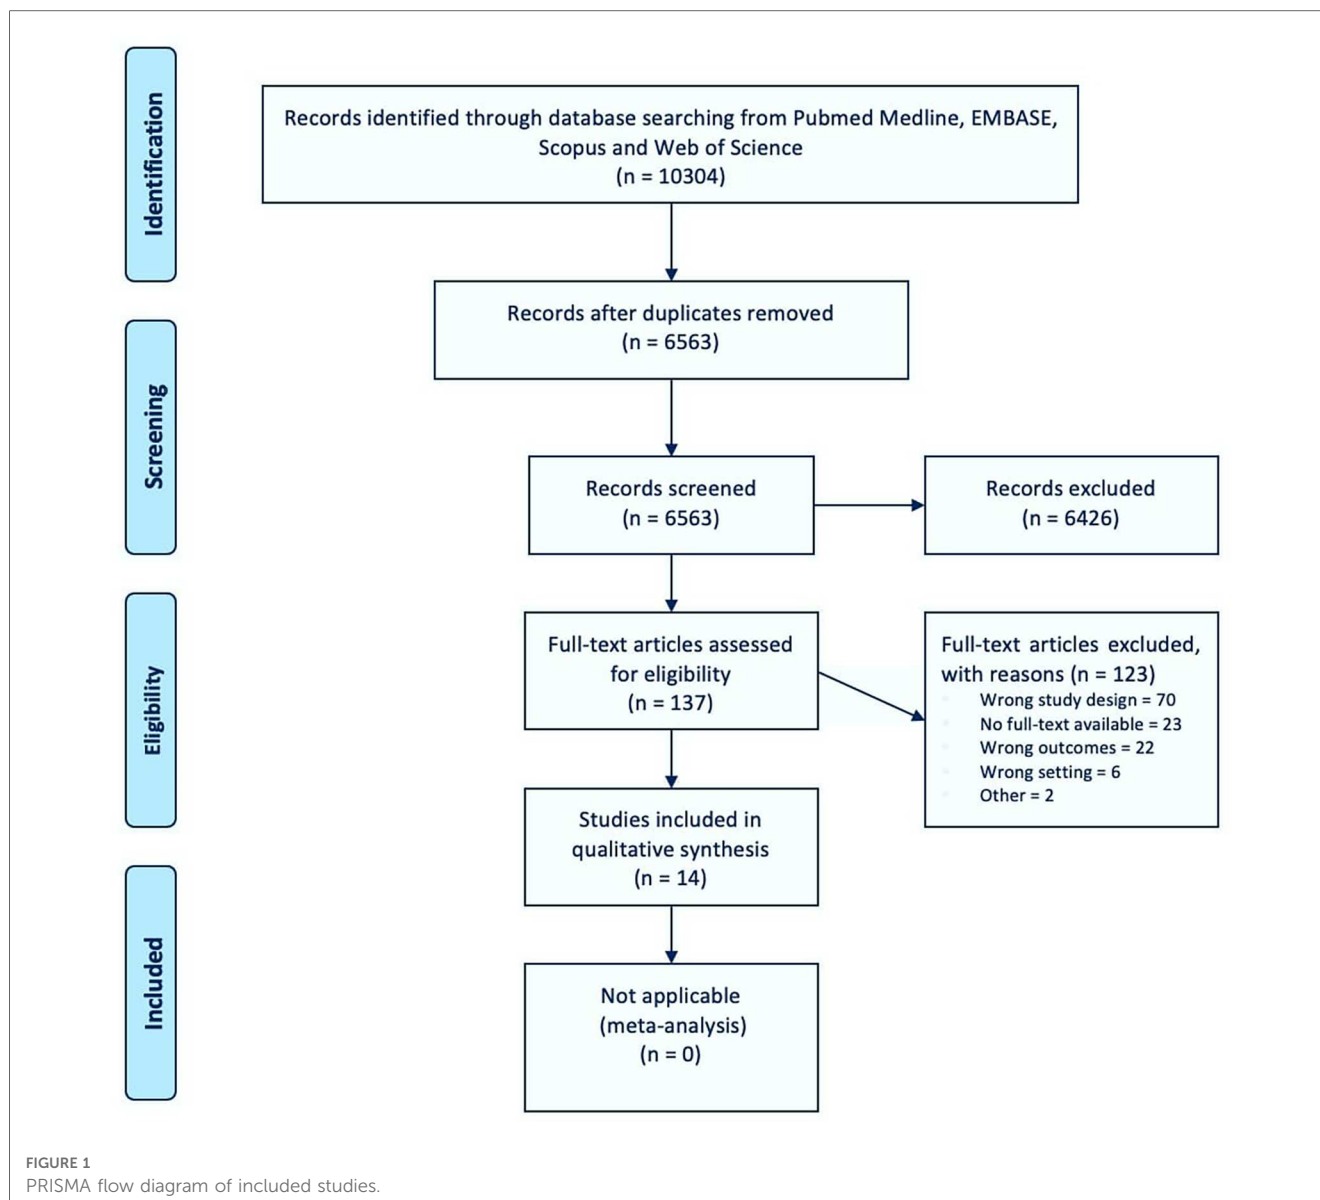 Identification
Records identified through database searching from Pubmed Medline, EMBASE,
Scopus and Web of Science
(n = 10304)
Records after duplicates removed
(n = 6563)
Screening
Records screened
(n = 6563)
Records excluded
(n = 6426)
Eligibility
Full-text articles assessed
for eligibility
(n = 137)
Full-text articles excluded,
with reasons (n = 123)
Wrong study design = 70
No full-text available = 23
Wrong outcomes = 22
Wrong setting = 6
Other = 2
Studies included in
qualitative synthesis
(n = 14)
Included
Not applicable
(meta-analysis)
(n = 0)
FIGURE 1
PRISMA flow diagram of included studies.